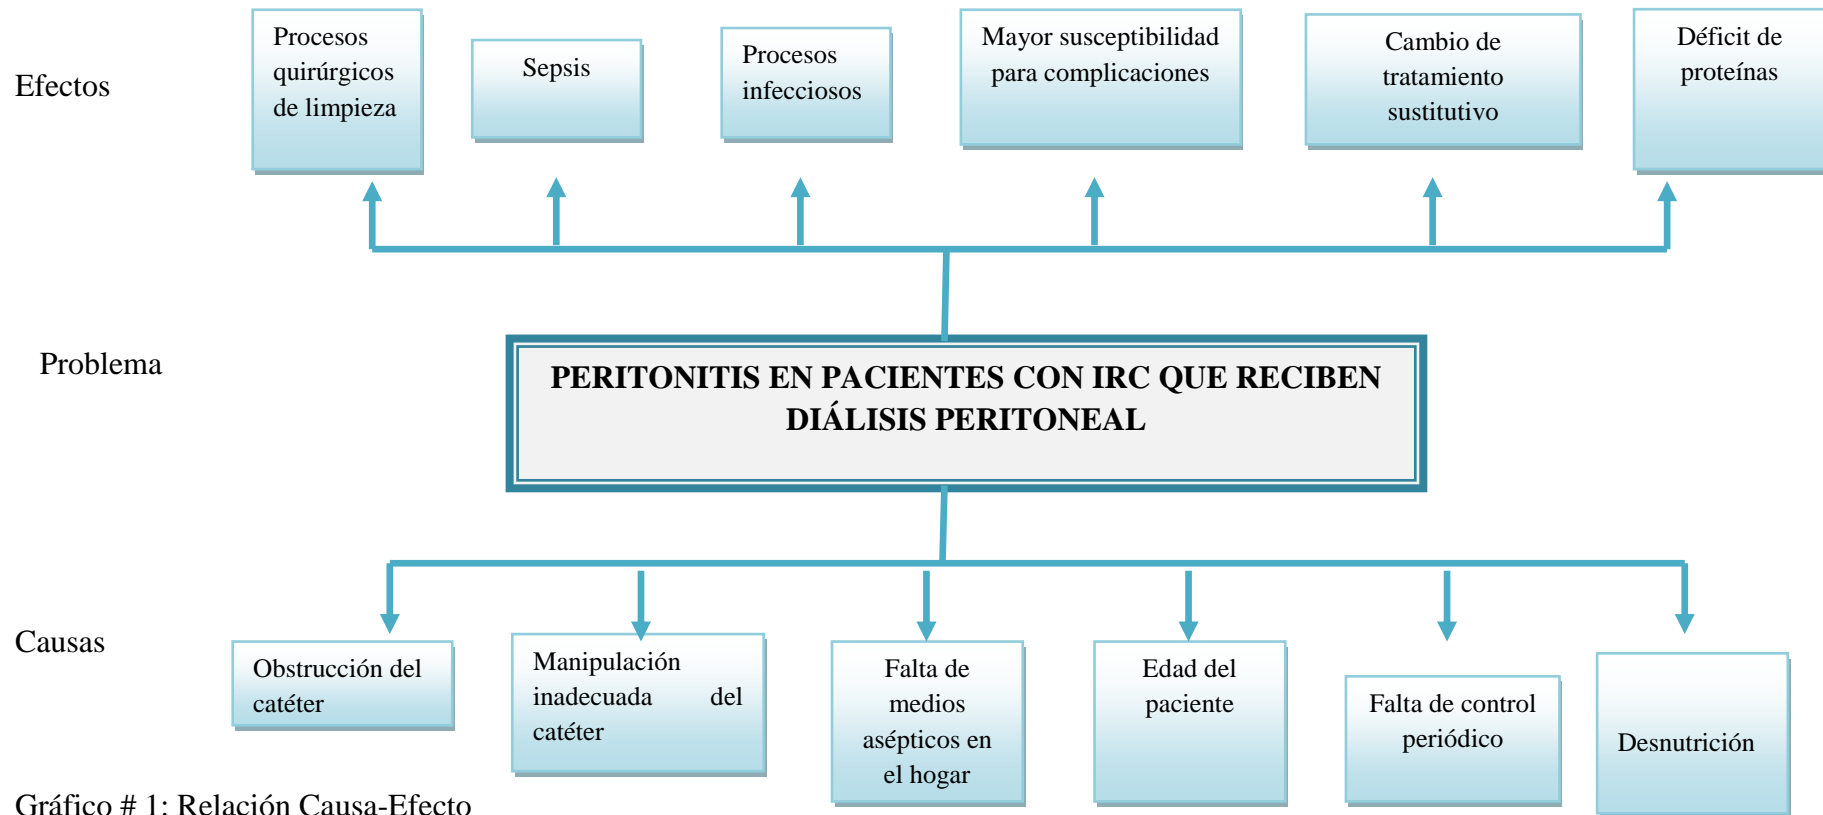 Efectos
Procesos
quirúrgicos
de limpieza
Sepsis
Procesos
infecciosos
Mayor susceptibilidad
para complicaciones
Cambio de
tratamiento
sustitutivo
Déficit de
proteínas
Problema
PERITONITIS EN PACIENTES CON IRC QUE RECIBEN
DIÁLISIS PERITONEAL
Causas
Obstrucción del
catéter
Manipulación
inadecuada del
catéter
Falta de
medios
asépticos en
el hogar
Edad del
paciente
Falta de control
periódico
Desnutrición
Gráfico # 1: Relación Causa-Efecto